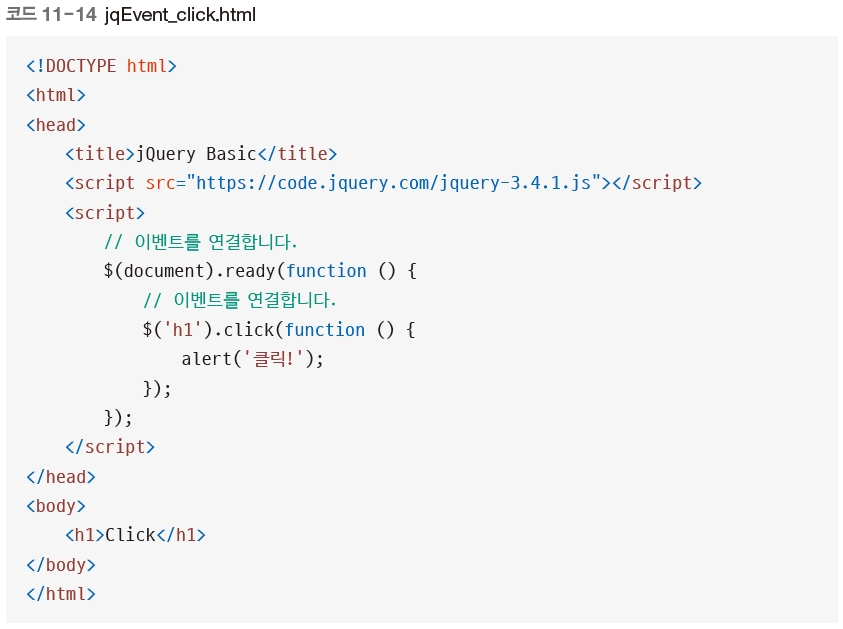 코드 11-14 jqEvent_click.html
<!DOCTYPE html>
<html>
<head>
    <title>jQuery Basic</title>
    <script src="https://code.jquery.com/jquery-3.4.1.js"></script>
    <script>
        // 이벤트를 연결합니다.
        $(document).ready(function () {
            // 이벤트를 연결합니다.
            $('h1').click(function () {
                alert('클릭!');
            });
        });
    </script>
</head>
<body>
    <h1>Click</h1>
</body>
</html>